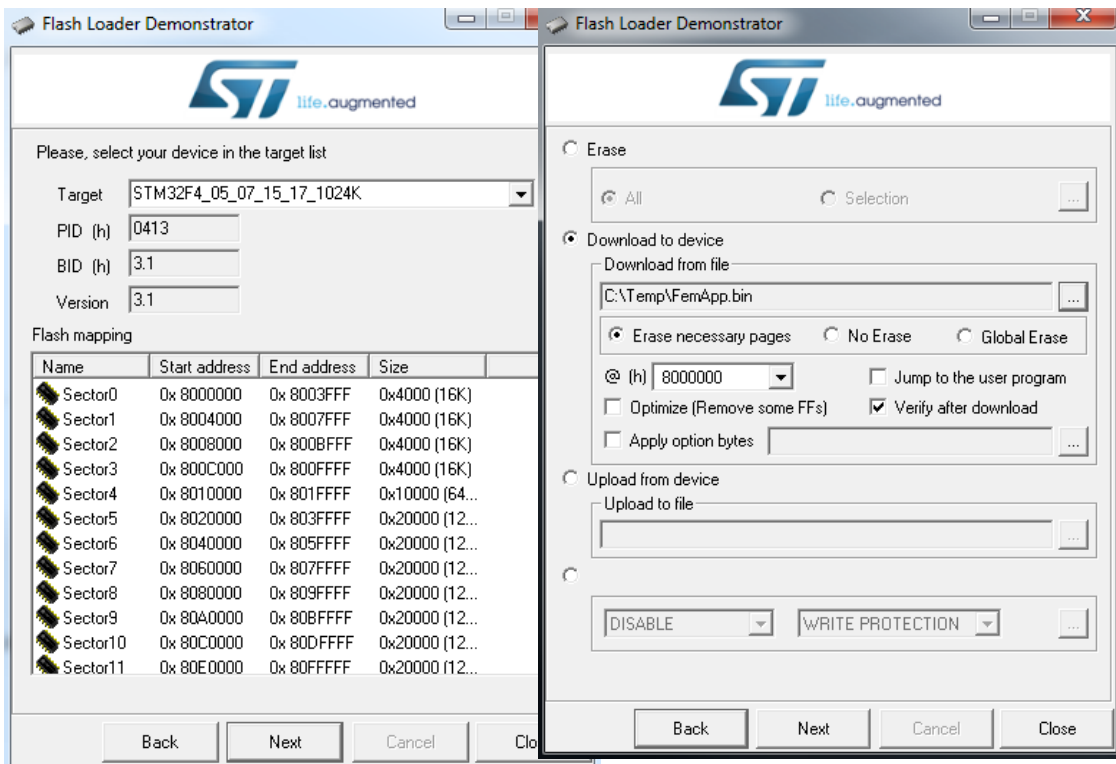 Flash Loader Demonstrator
ST life.augmented
Please, select your device in the target list
Target STM32F4_05_07_15_17_1024K
PID (h) 0413
BID (h) 3.1
Version 3.1
Flash mapping
Name Start address End address Size
Sector0 0x 8000000 0x 8003FFF 0x4000 (16K)
Sector1 0x 8004000 0x 8007FFF 0x4000 (16K)
Sector2 0x 8008000 0x 800BFFF 0x4000 (16K)
Sector3 0x 800C000 0x 800FFFF 0x4000 (16K)
Sector4 0x 8010000 0x 801FFFF 0x10000 (64...
Sector5 0x 8020000 0x 803FFFF 0x20000 (12...
Sector6 0x 8040000 0x 805FFFF 0x20000 (12...
Sector7 0x 8060000 0x 807FFFF 0x20000 (12...
Sector8 0x 8080000 0x 809FFFF 0x20000 (12...
Sector9 0x 80A0000 0x 80BFFFF 0x20000 (12...
Sector10 0x 80C0000 0x 80DFFFF 0x20000 (12...
Sector11 0x 80E0000 0x 80FFFFF 0x20000 (12...
Back Next Cancel Clo
Flash Loader Demonstrator
ST life.augmented
Erase
All Selection ...
Download to device
Download from file
C:\Temp\FemApp.bin ...
Erase necessary pages No Erase Global Erase
@ (h) 8000000 Jump to the user program
Optimize (Remove some FFs) Verify after download
Apply option bytes ...
Upload from device
Upload to file
...
DISABLE WRITE PROTECTION ...
Back Next Cancel Close